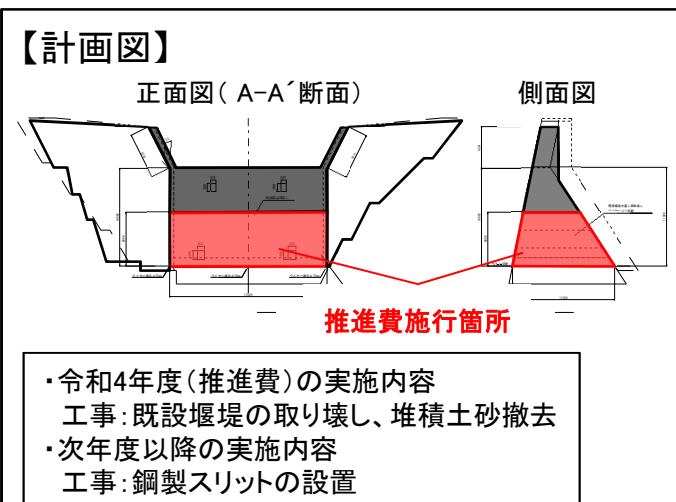 【計画図】
正面図( A-A´断面)
側面図
推進費施行箇所
・令和4年度(推進費)の実施内容
工事:既設堰堤の取り壊し、堆積土砂撤去
・次年度以降の実施内容
工事:鋼製スリットの設置